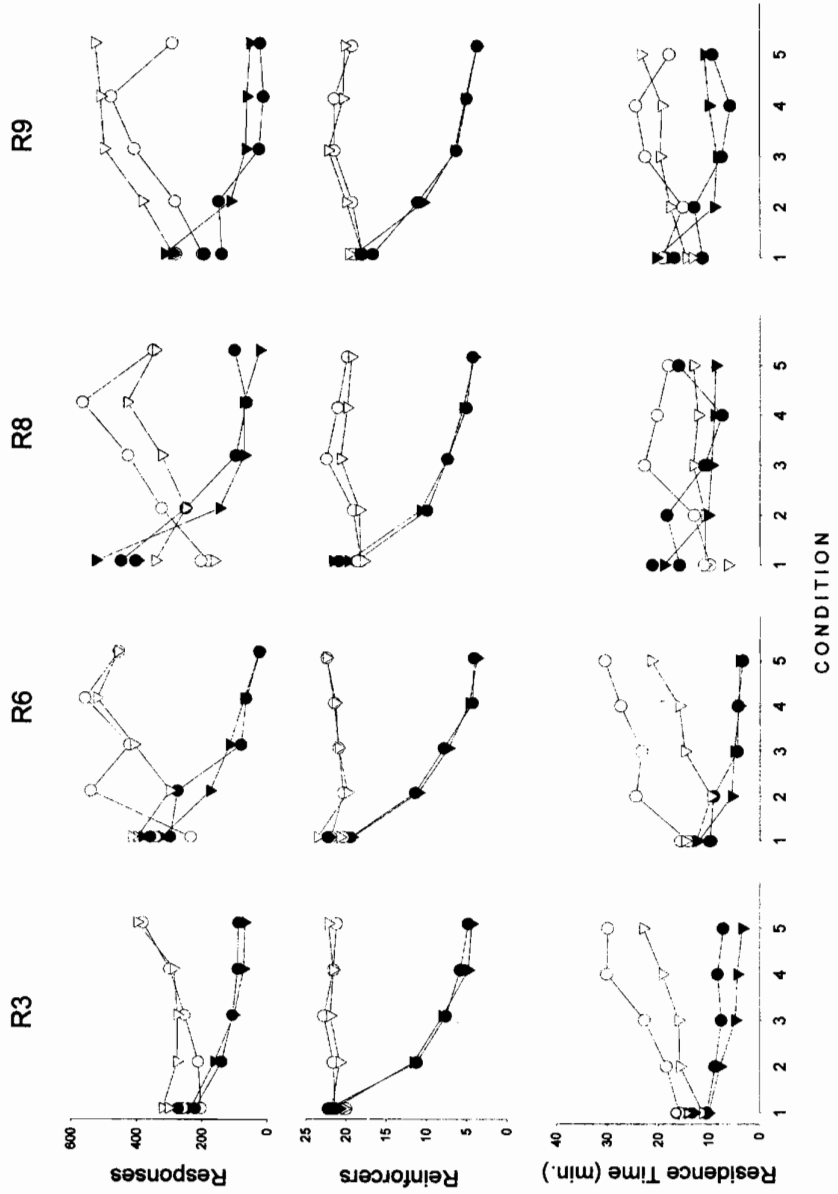 R3 R6 R8 R9
Responses
600
400
200
0
Reinforcers
25
20
15
10
5
0
Residence Time (min.)
40
30
20
10
0
1 2 3 4 5 1 2 3 4 5 1 2 3 4 5 1 2 3 4 5
CONDITION